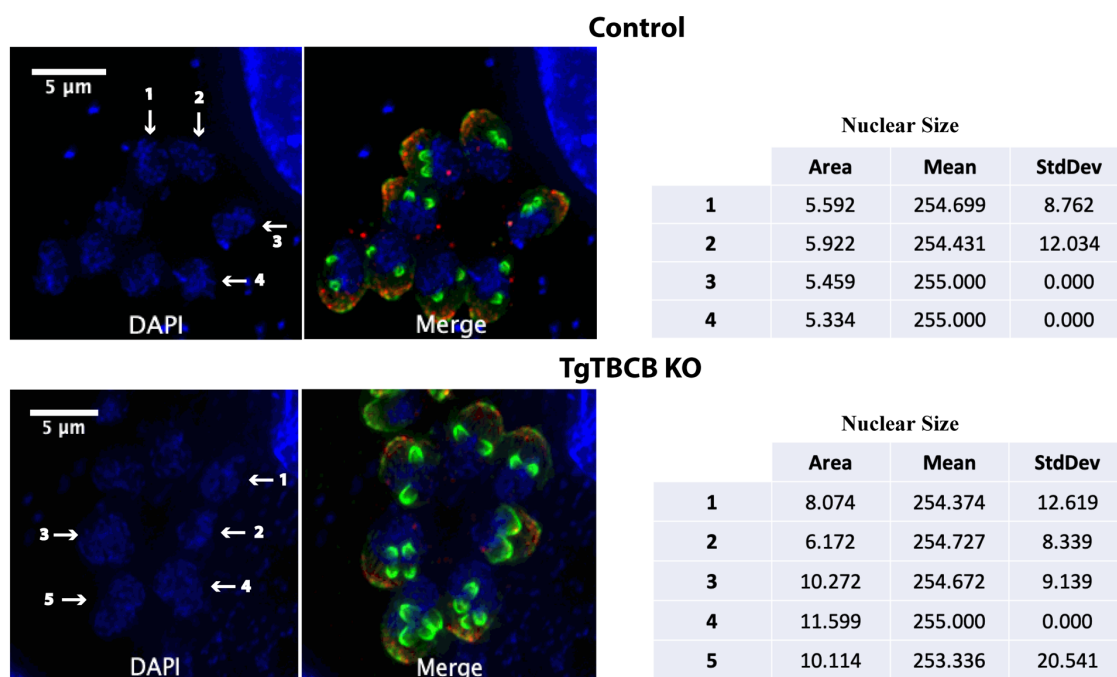 Control
5 μm
1
2
3
4
DAPI
Merge
Nuclear Size
Area Mean StdDev
1 5.592 254.699 8.762
2 5.922 254.431 12.034
3 5.459 255.000 0.000
4 5.334 255.000 0.000
TgTBCB KO
5 μm
1
3
2
4
5
DAPI
Merge
Nuclear Size
Area Mean StdDev
1 8.074 254.374 12.619
2 6.172 254.727 8.339
3 10.272 254.672 9.139
4 11.599 255.000 0.000
5 10.114 253.336 20.541